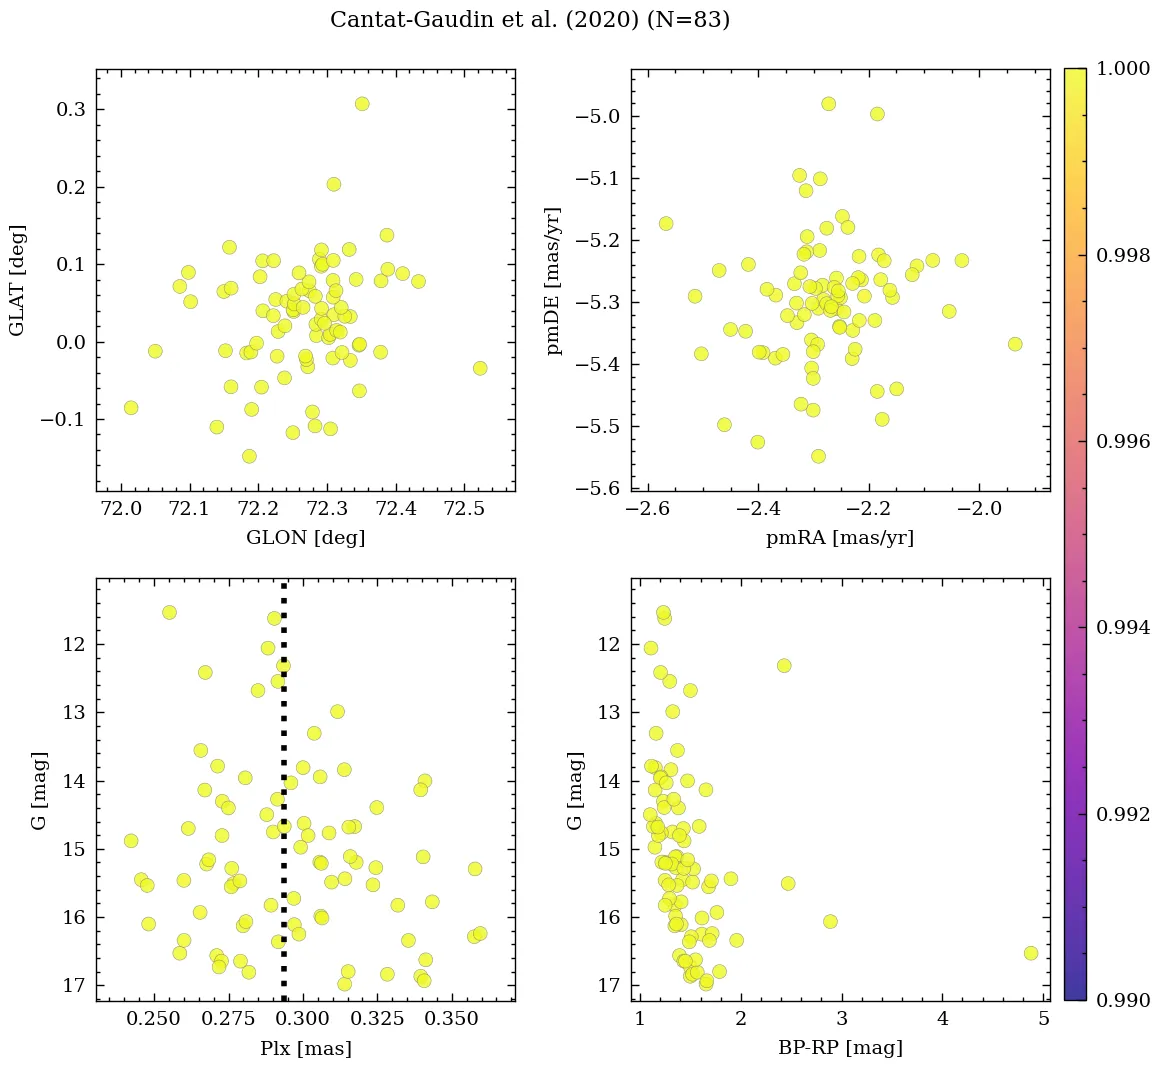 Cantat-Gaudin et al. (2020) (N=83)
0.3
0.2
0.1
0.0
−0.1
GLAT [deg]
72.0 72.1 72.2 72.3 72.4 72.5
GLON [deg]
−5.0
−5.1
−5.2
−5.3
−5.4
−5.5
−5.6
pmDE [mas/yr]
−2.6 −2.4 −2.2 −2.0
pmRA [mas/yr]
1.000
0.998
0.996
0.994
0.992
0.990
12
13
14
15
16
17
G [mag]
0.250 0.275 0.300 0.325 0.350
Plx [mas]
12
13
14
15
16
17
G [mag]
1 2 3 4 5
BP-RP [mag]